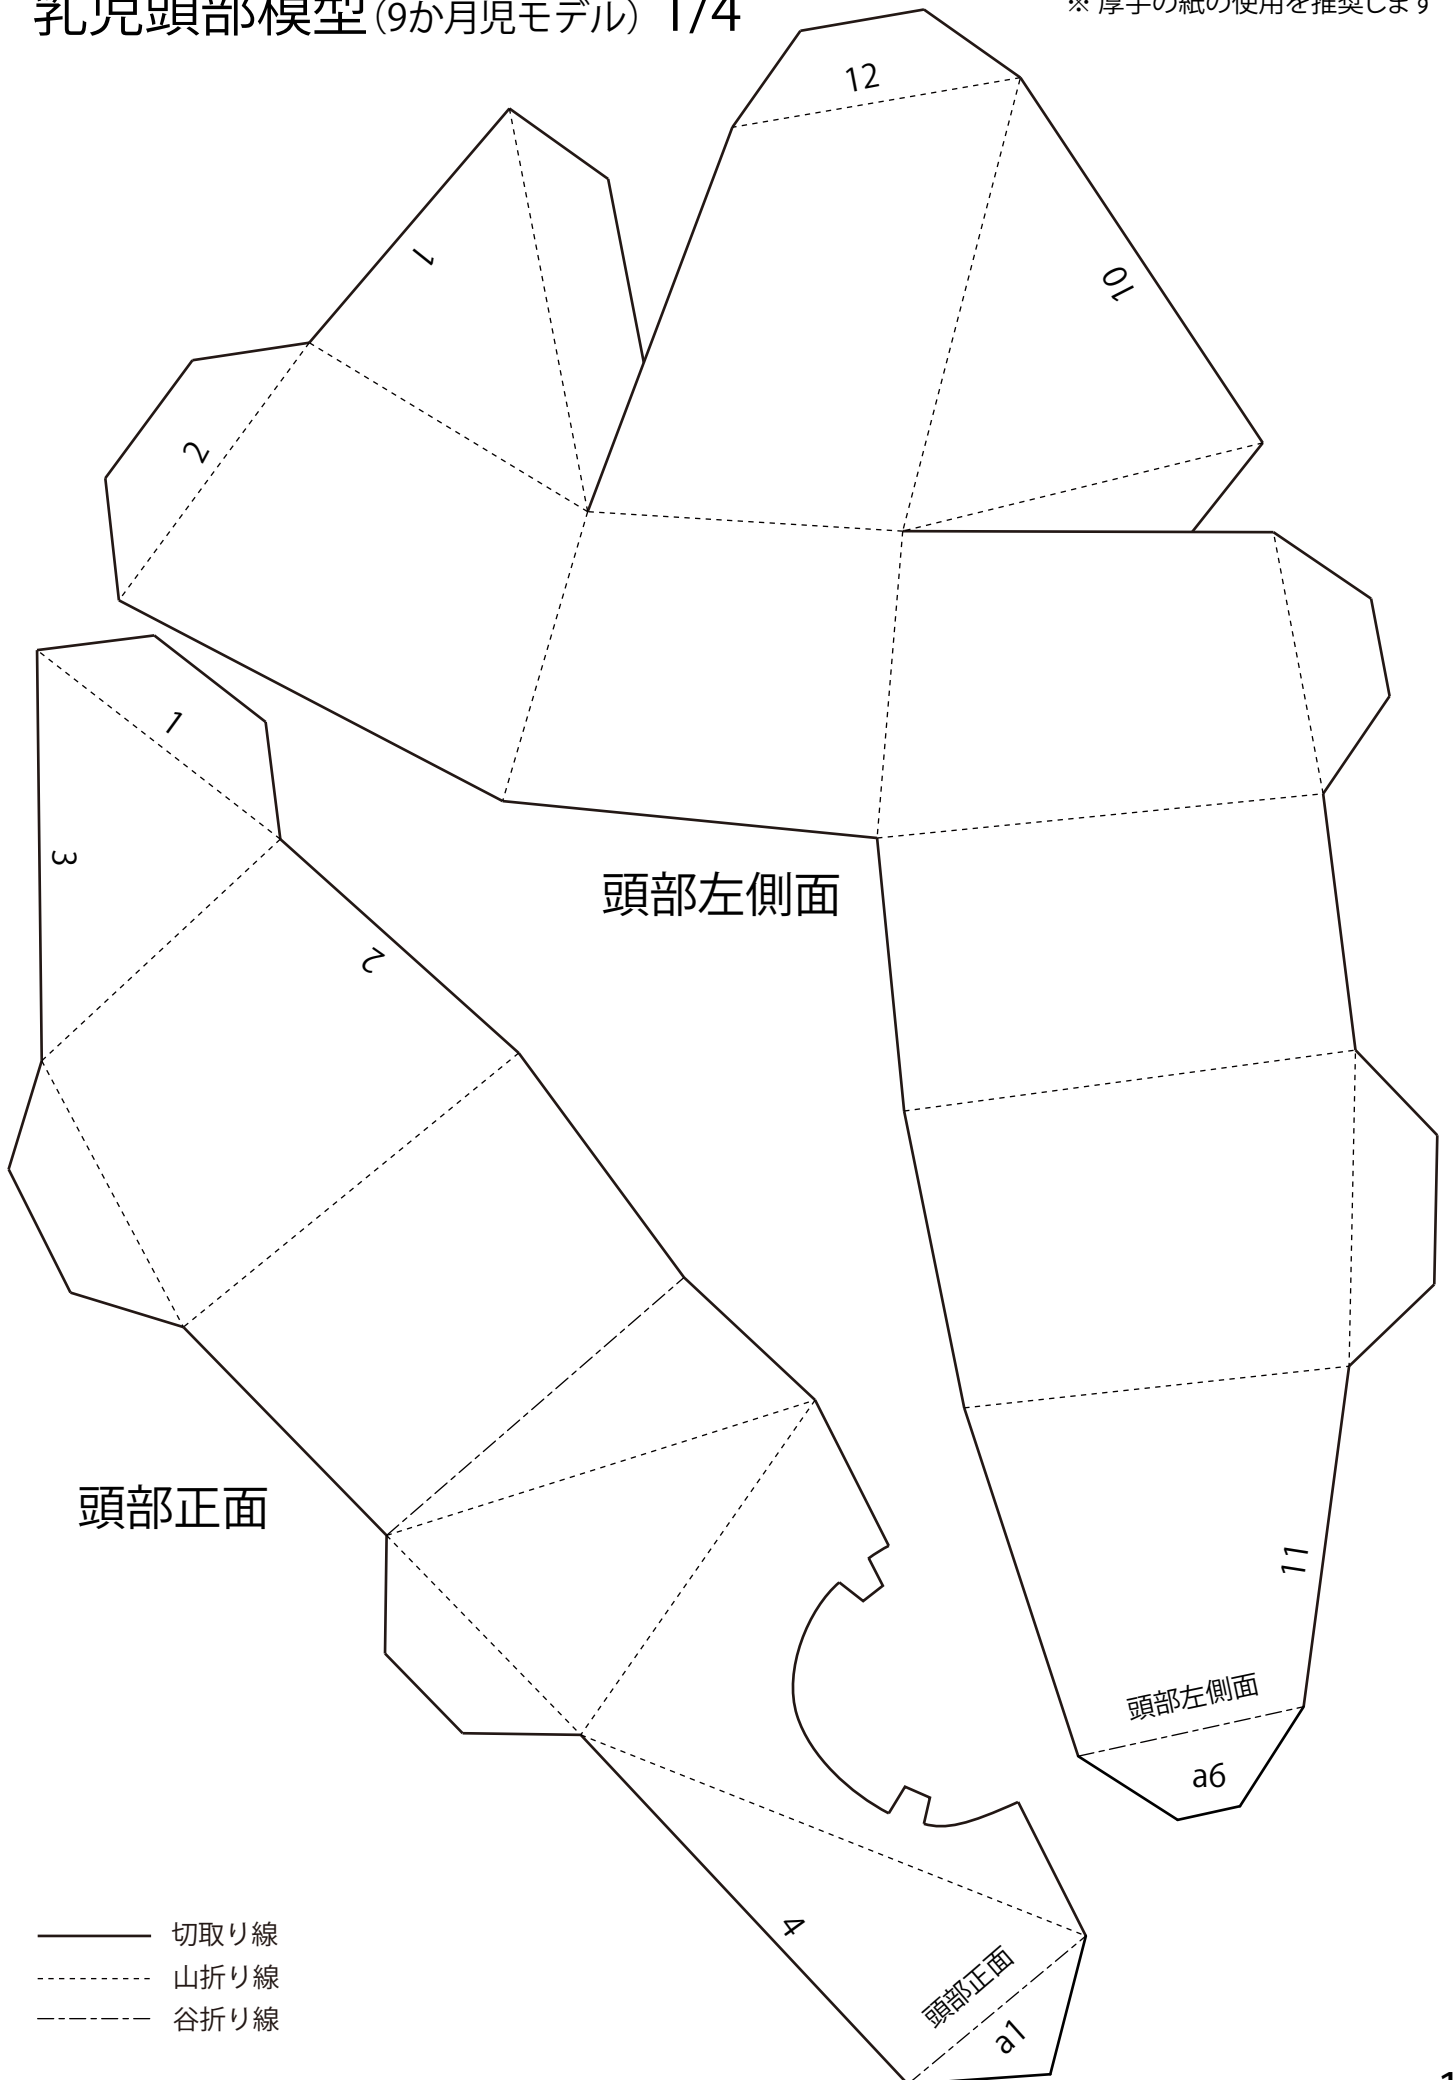 乳児頭部模型(9か月児モデル) 1/4
※ 厚手の紙の使用を推奨します
12
1
10
2
1
3
頭部左側面
2
頭部正面
11
頭部左側面
a6
4
頭部正面
a1
切取り線
山折り線
谷折り線
1